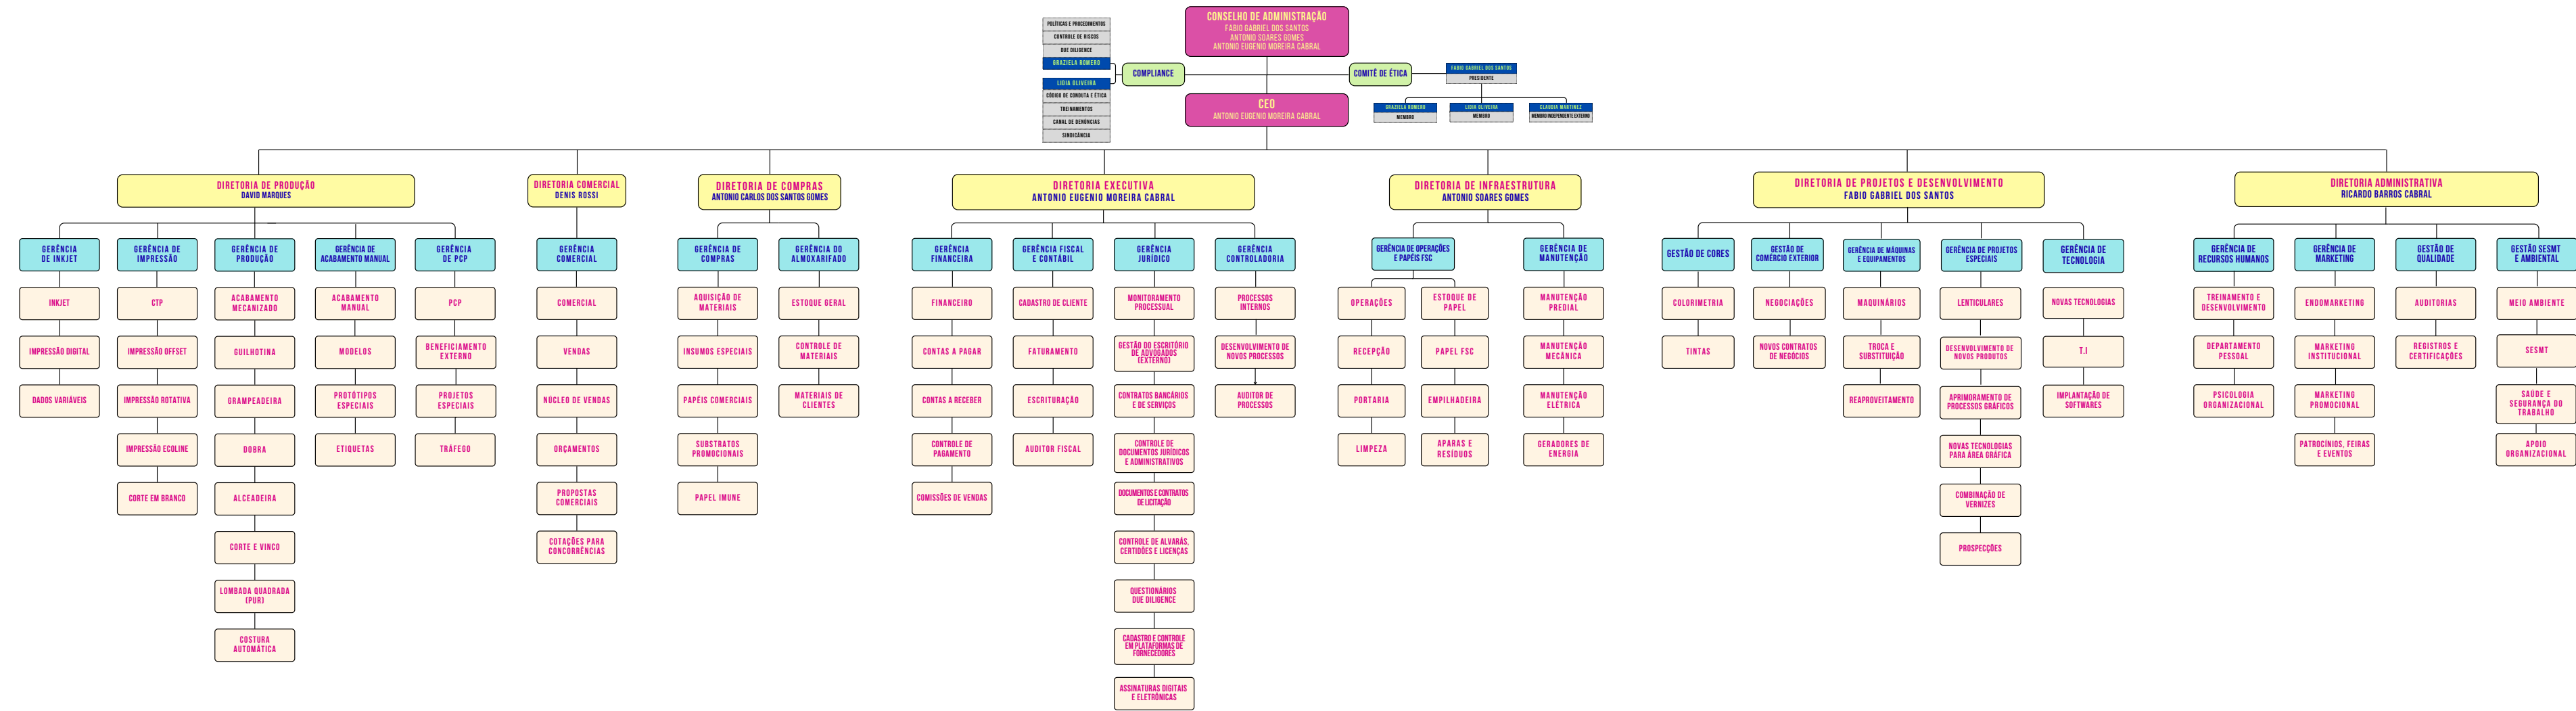 CONSELHO DE ADMINISTRAÇÃO
FABIO GABRIEL DOS SANTOS
ANTONIO SOARES GOMES
ANTONIO EUGENIO MOREIRA CABRAL
POLÍTICAS E PROCEDIMENTOS
CONTROLE DE RISCOS
DUE DILIGENCE
GRAZIELA ROMERO
LIDIA OLIVEIRA
CÓDIGO DE CONDUTA E ÉTICA
TREINAMENTOS
CANAL DE DENÚNCIAS
SINDICÂNCIA
COMPLIANCE
COMITÊ DE ÉTICA
FABIO GABRIEL DOS SANTOS
PRESIDENTE
GRAZIELA ROMERO
MEMBRO
LIDIA OLIVEIRA
MEMBRO
CLAUDIA MARTINEZ
MEMBRO INDEPENDENTE EXTERNO
CEO
ANTONIO EUGENIO MOREIRA CABRAL
DIRETORIA DE PRODUÇÃO
DAVID MARQUES
GERÊNCIA
DE INKJET
INKJET
IMPRESSÃO DIGITAL
DADOS VARIÁVEIS
GERÊNCIA DE
IMPRESSÃO
CTP
IMPRESSÃO OFFSET
IMPRESSÃO ROTATIVA
IMPRESSÃO ECOLINE
CORTE EM BRANCO
GERÊNCIA DE
PRODUÇÃO
ACABAMENTO
MECANIZADO
GUILHOTINA
GRAMPEADEIRA
DOBRA
ALCEADEIRA
CORTE E VINCO
LOMBADA QUADRADA
(PUR)
COSTURA
AUTOMÁTICA
GERÊNCIA DE
ACABAMENTO MANUAL
ACABAMENTO
MANUAL
MODELOS
PROTÓTIPOS
ESPECIAIS
ETIQUETAS
GERÊNCIA
DE PCP
PCP
BENEFICIAMENTO
EXTERNO
PROJETOS
ESPECIAIS
TRÁFEGO
DIRETORIA COMERCIAL
DENIS ROSSI
GERÊNCIA
COMERCIAL
COMERCIAL
VENDAS
NÚCLEO DE VENDAS
ORÇAMENTOS
PROPOSTAS
COMERCIAIS
COTAÇÕES PARA
CONCORRÊNCIAS
DIRETORIA DE COMPRAS
ANTONIO CARLOS DOS SANTOS GOMES
GERÊNCIA DE
COMPRAS
AQUISIÇÃO DE
MATERIAIS
INSUMOS ESPECIAIS
PAPÉIS COMERCIAIS
SUBSTRATOS
PROMOCIONAIS
PAPEL IMUNE
GERÊNCIA DO
ALMOXARIFADO
ESTOQUE GERAL
CONTROLE DE
MATERIAIS
MATERIAIS DE
CLIENTES
DIRETORIA EXECUTIVA
ANTONIO EUGENIO MOREIRA CABRAL
GERÊNCIA
FINANCEIRA
FINANCEIRO
CONTAS A PAGAR
CONTAS A RECEBER
CONTROLE DE
PAGAMENTO
COMISSÕES DE VENDAS
GERÊNCIA FISCAL
E CONTÁBIL
CADASTRO DE CLIENTE
FATURAMENTO
ESCRITURAÇÃO
AUDITOR FISCAL
GERÊNCIA
JURÍDICO
MONITORAMENTO
PROCESSUAL
GESTÃO DO ESCRITÓRIO
DE ADVOGADOS
(EXTERNO)
CONTRATOS BANCÁRIOS
E DE SERVIÇOS
CONTROLE DE
DOCUMENTOS JURÍDICOS
E ADMINISTRATIVOS
DOCUMENTOS E CONTRATOS
DE LICITAÇÃO
CONTROLE DE ALVARÁS,
CERTIDÕES E LICENÇAS
QUESTIONÁRIOS
DUE DILIGENCE
CADASTRO E CONTROLE
EM PLATAFORMAS DE
FORNECEDORES
ASSINATURAS DIGITAIS
E ELETRÔNICAS
GERÊNCIA
CONTROLADORIA
PROCESSOS
INTERNOS
DESENVOLVIMENTO DE
NOVOS PROCESSOS
AUDITOR DE
PROCESSOS
DIRETORIA DE INFRAESTRUTURA
ANTONIO SOARES GOMES
GERÊNCIA DE OPERAÇÕES
E PAPÉIS FSC
OPERAÇÕES
RECEPÇÃO
PORTARIA
LIMPEZA
ESTOQUE DE
PAPEL
PAPEL FSC
EMPILHADEIRA
APARAS E
RESÍDUOS
GERÊNCIA DE
MANUTENÇÃO
MANUTENÇÃO
PREDIAL
MANUTENÇÃO
MECÂNICA
MANUTENÇÃO
ELÉTRICA
GERADORES DE
ENERGIA
DIRETORIA DE PROJETOS E DESENVOLVIMENTO
FABIO GABRIEL DOS SANTOS
GESTÃO DE CORES
COLORIMETRIA
TINTAS
GESTÃO DE
COMÉRCIO EXTERIOR
NEGOCIAÇÕES
NOVOS CONTRATOS
DE NEGÓCIOS
GERÊNCIA DE MÁQUINAS
E EQUIPAMENTOS
MAQUINÁRIOS
TROCA E
SUBSTITUIÇÃO
REAPROVEITAMENTO
GERÊNCIA DE PROJETOS
ESPECIAIS
LENTICULARES
DESENVOLVIMENTO DE
NOVOS PRODUTOS
APRIMORAMENTO DE
PROCESSOS GRÁFICOS
NOVAS TECNOLOGIAS
PARA ÁREA GRÁFICA
COMBINAÇÃO DE
VERNIZES
PROSPECÇÕES
GERÊNCIA DE
TECNOLOGIA
NOVAS TECNOLOGIAS
T.I
IMPLANTAÇÃO DE
SOFTWARES
DIRETORIA ADMINISTRATIVA
RICARDO BARROS CABRAL
GERÊNCIA DE
RECURSOS HUMANOS
TREINAMENTO E
DESENVOLVIMENTO
DEPARTAMENTO
PESSOAL
PSICOLOGIA
ORGANIZACIONAL
GERÊNCIA DE
MARKETING
ENDOMARKETING
MARKETING
INSTITUCIONAL
MARKETING
PROMOCIONAL
PATROCÍNIOS, FEIRAS
E EVENTOS
GESTÃO DE
QUALIDADE
AUDITORIAS
REGISTROS E
CERTIFICAÇÕES
GESTÃO SESMT
E AMBIENTAL
MEIO AMBIENTE
SESMT
SAÚDE E
SEGURANÇA DO
TRABALHO
APOIO
ORGANIZACIONAL